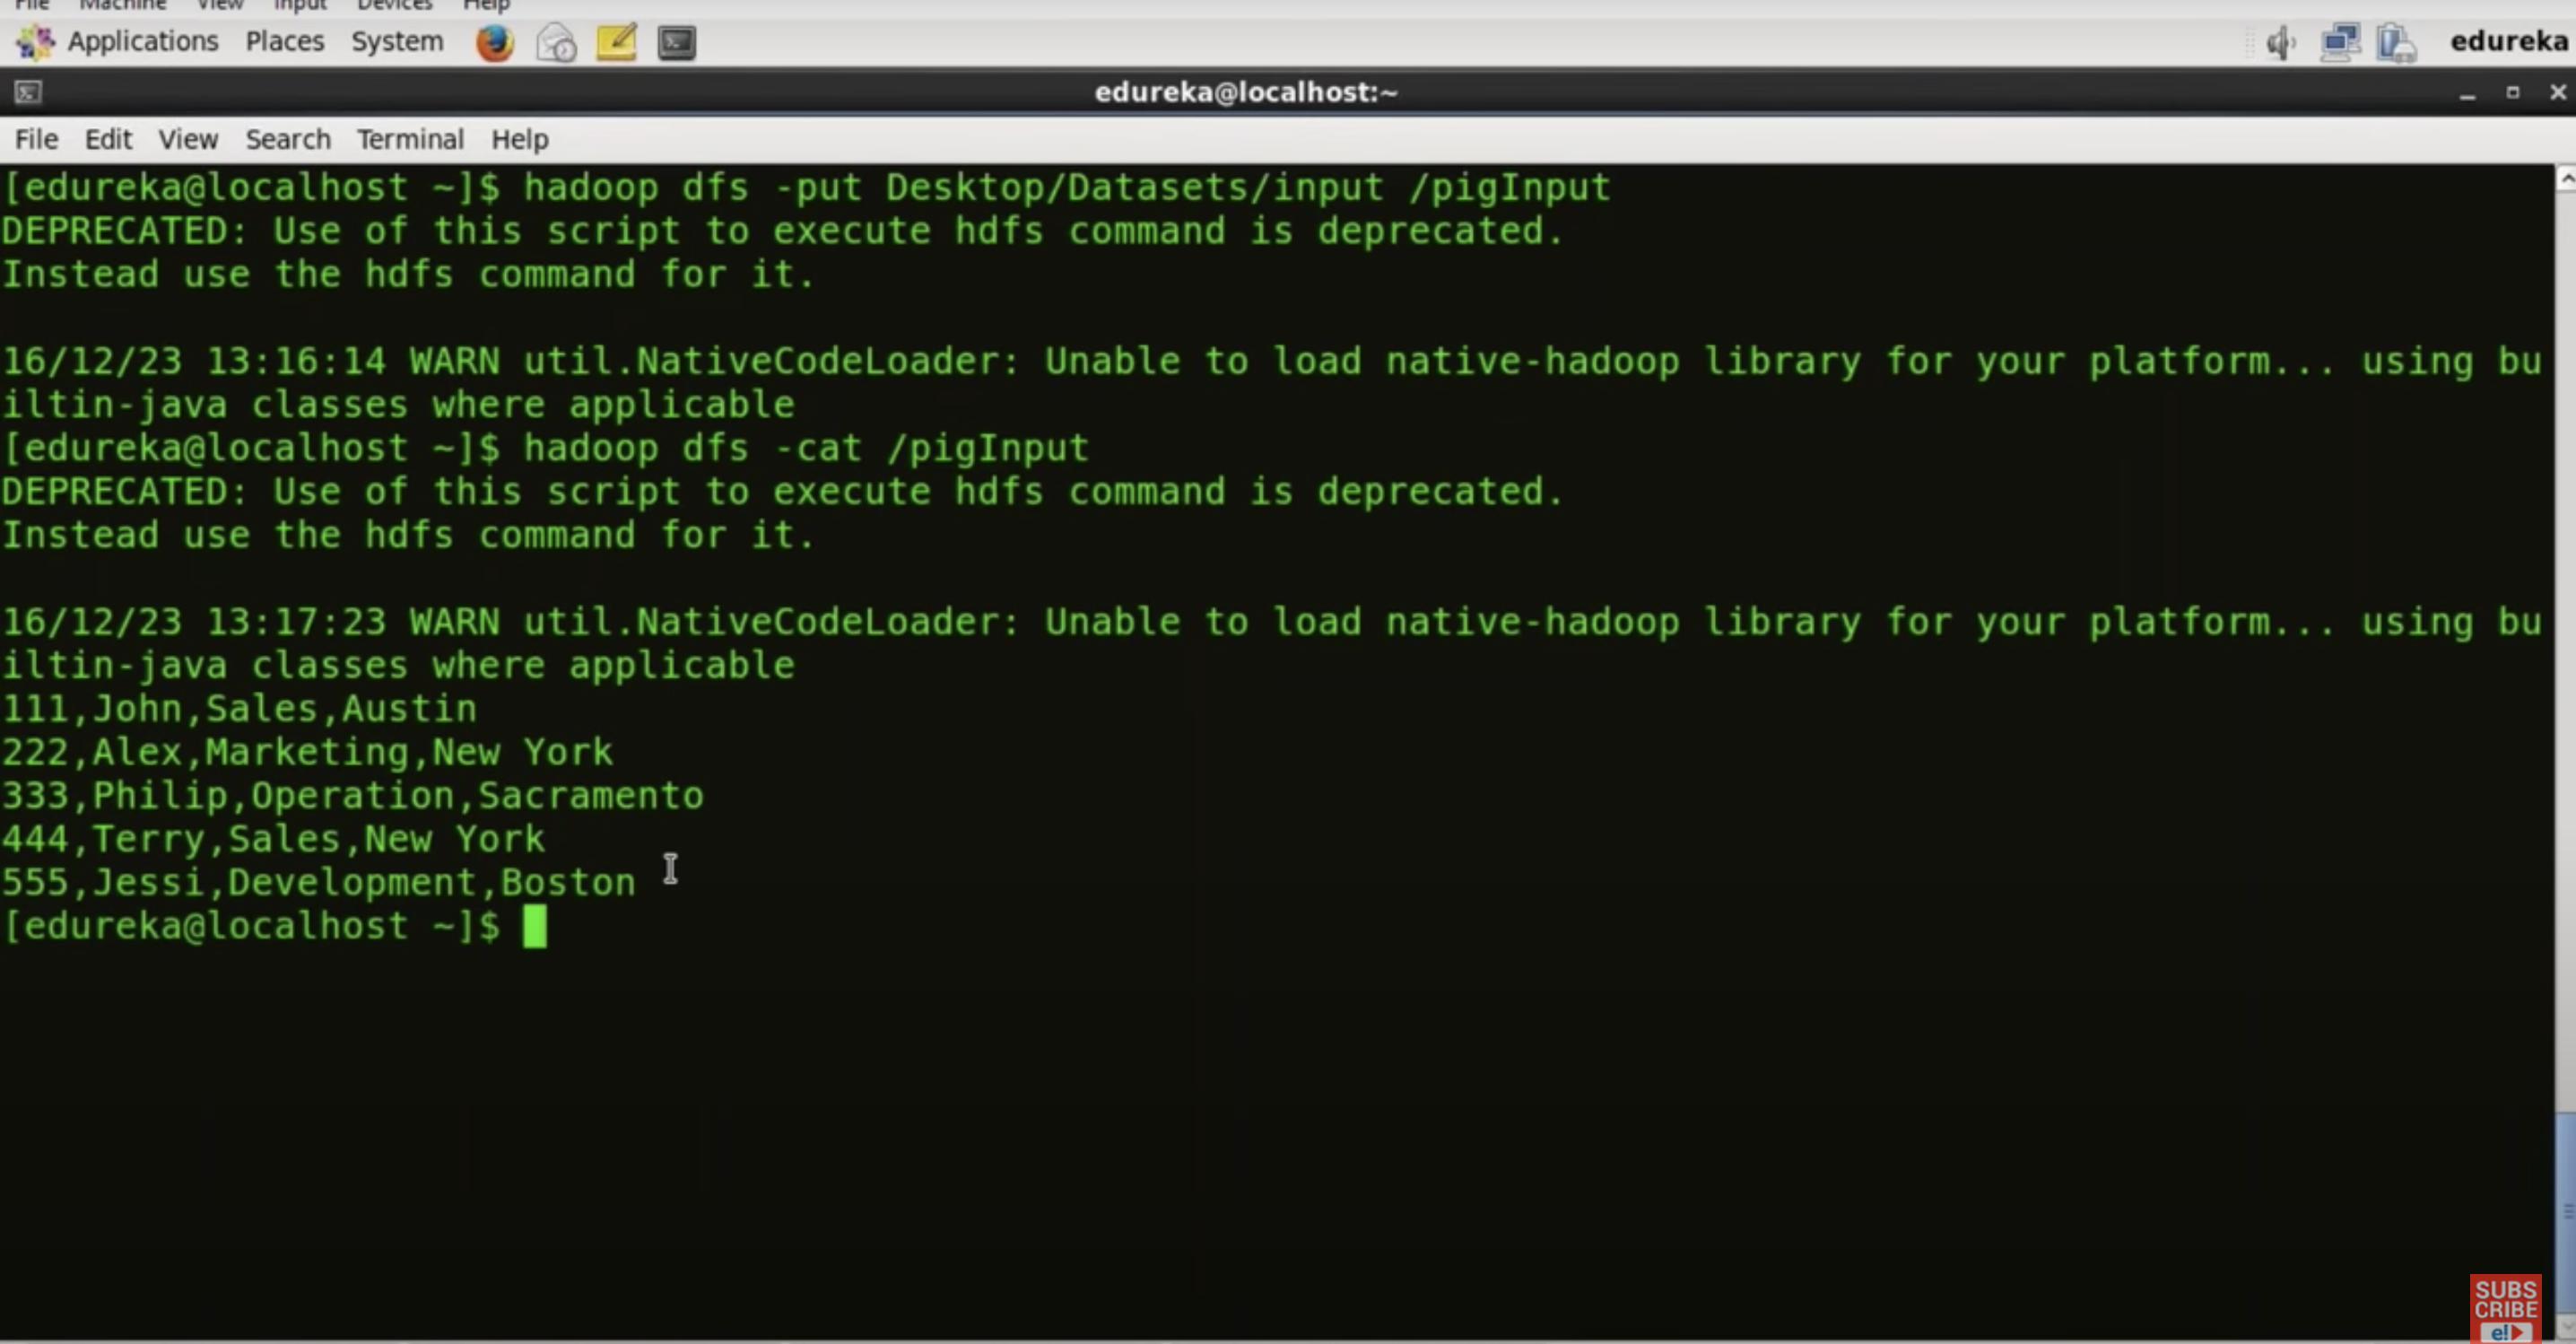 File Machine View Input Devices Help
Applications Places System edureka
edureka@localhost:~
File Edit View Search Terminal Help
[edureka@localhost ~]$ hadoop dfs -put Desktop/Datasets/input /pigInput
DEPRECATED: Use of this script to execute hdfs command is deprecated.
Instead use the hdfs command for it.
16/12/23 13:16:14 WARN util.NativeCodeLoader: Unable to load native-hadoop library for your platform... using bu
iltin-java classes where applicable
[edureka@localhost ~]$ hadoop dfs -cat /pigInput
DEPRECATED: Use of this script to execute hdfs command is deprecated.
Instead use the hdfs command for it.
16/12/23 13:17:23 WARN util.NativeCodeLoader: Unable to load native-hadoop library for your platform... using bu
iltin-java classes where applicable
111,John,Sales,Austin
222,Alex,Marketing,New York
333,Philip,Operation,Sacramento
444,Terry,Sales,New York
555,Jessi,Development,Boston
[edureka@localhost ~]$
SUBS
CRIBE
e!